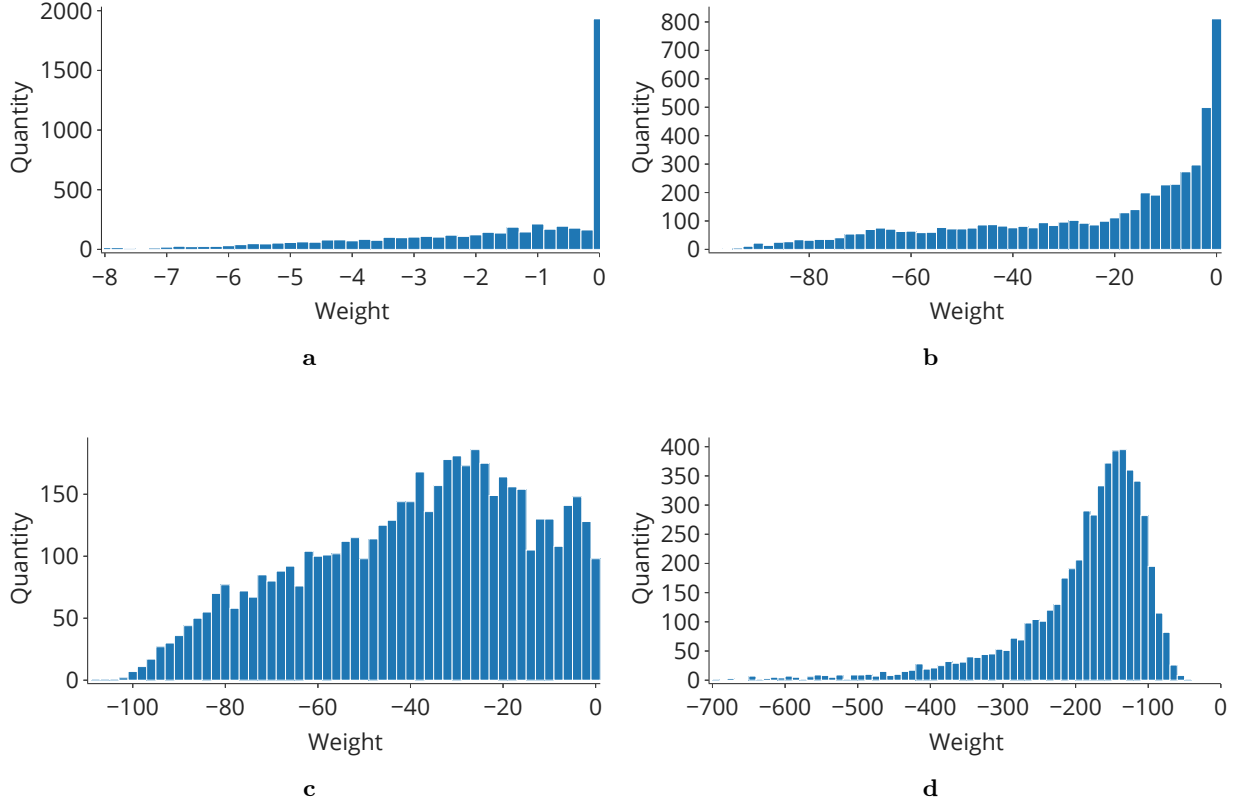 2000
1500
1000
500
0
Quantity
−8 −7 −6 −5 −4 −3 −2 −1 0
Weight
a
800
700
600
500
400
300
200
100
0
Quantity
−80 −60 −40 −20 0
Weight
b
150
100
50
0
Quantity
−100 −80 −60 −40 −20 0
Weight
c
400
350
300
250
200
150
100
50
0
Quantity
−700 −600 −500 −400 −300 −200 −100 0
Weight
d